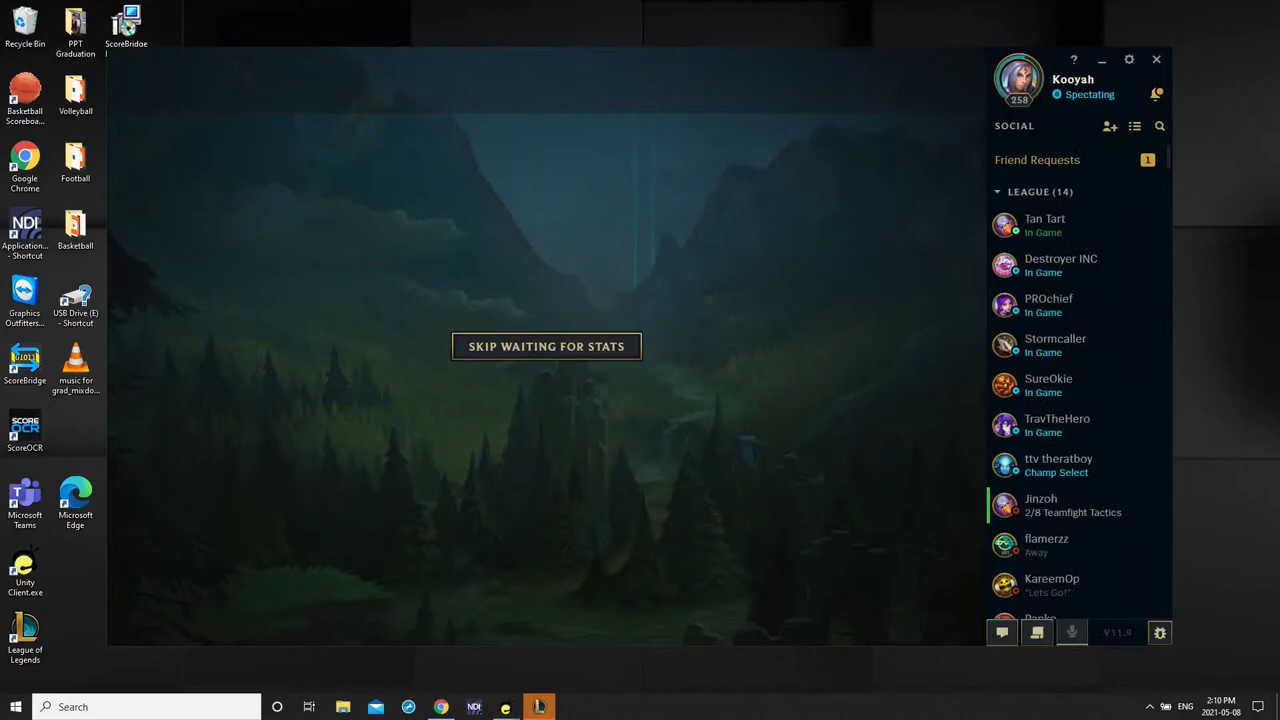 Recycle Bin
PPT Graduation
ScoreBridge
Basketball Scoreboa...
Volleyball
Google Chrome
Football
NDI
Application... - Shortcut
Basketball
Graphics Outfitters...
USB Drive (E) - Shortcut
ScoreBridge
music for grad_mixdo...
SCORE OCR
ScoreOCR
Microsoft Teams
Microsoft Edge
Unity Client.exe
League of Legends
SKIP WAITING FOR STATS
?
Kooyah
258
Spectating
SOCIAL
Friend Requests
1
LEAGUE (14)
Tan Tart
In Game
Destroyer INC
In Game
PROchief
In Game
Stormcaller
In Game
SureOkie
In Game
TravTheHero
In Game
ttv theratboy
Champ Select
Jinzoh
2/8 Teamfight Tactics
flamerzz
Away
KareemOp
"Lets Go!"
V11.9
Search
NDI
ENG
2:10 PM
2021-05-08